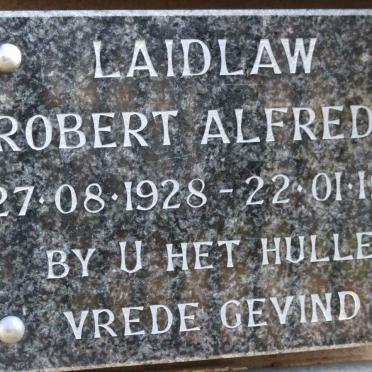 LAIDLAW
ROBERT ALFRED
27·08·1928 - 22·01·1
BY U HET HULLE
VREDE GEVIND